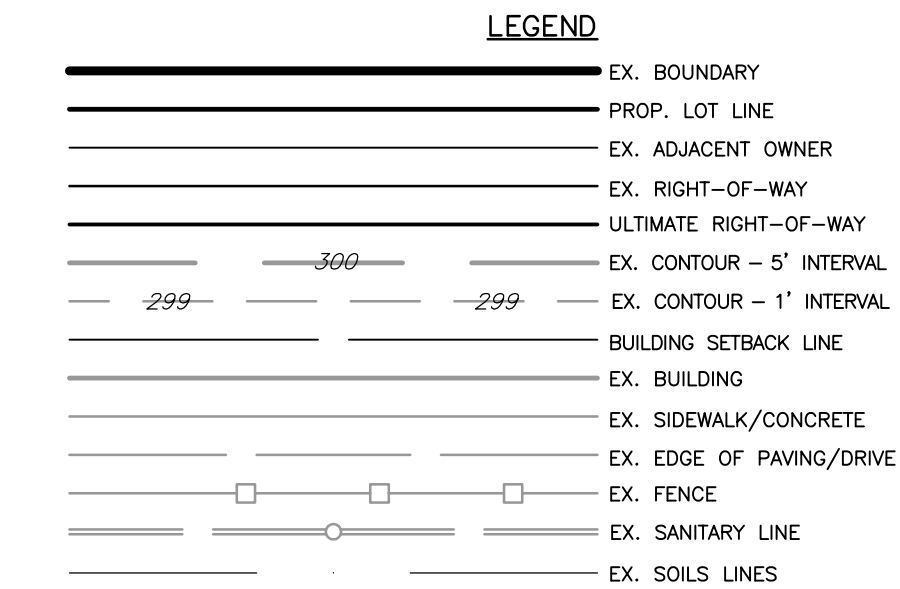 LEGEND
EX. BOUNDARY
PROP. LOT LINE
EX. ADJACENT OWNER
EX. RIGHT-OF-WAY
ULTIMATE RIGHT-OF-WAY
300 EX. CONTOUR - 5' INTERVAL
299 299 EX. CONTOUR - 1' INTERVAL
BUILDING SETBACK LINE
EX. BUILDING
EX. SIDEWALK/CONCRETE
EX. EDGE OF PAVING/DRIVE
EX. FENCE
EX. SANITARY LINE
EX. SOILS LINES